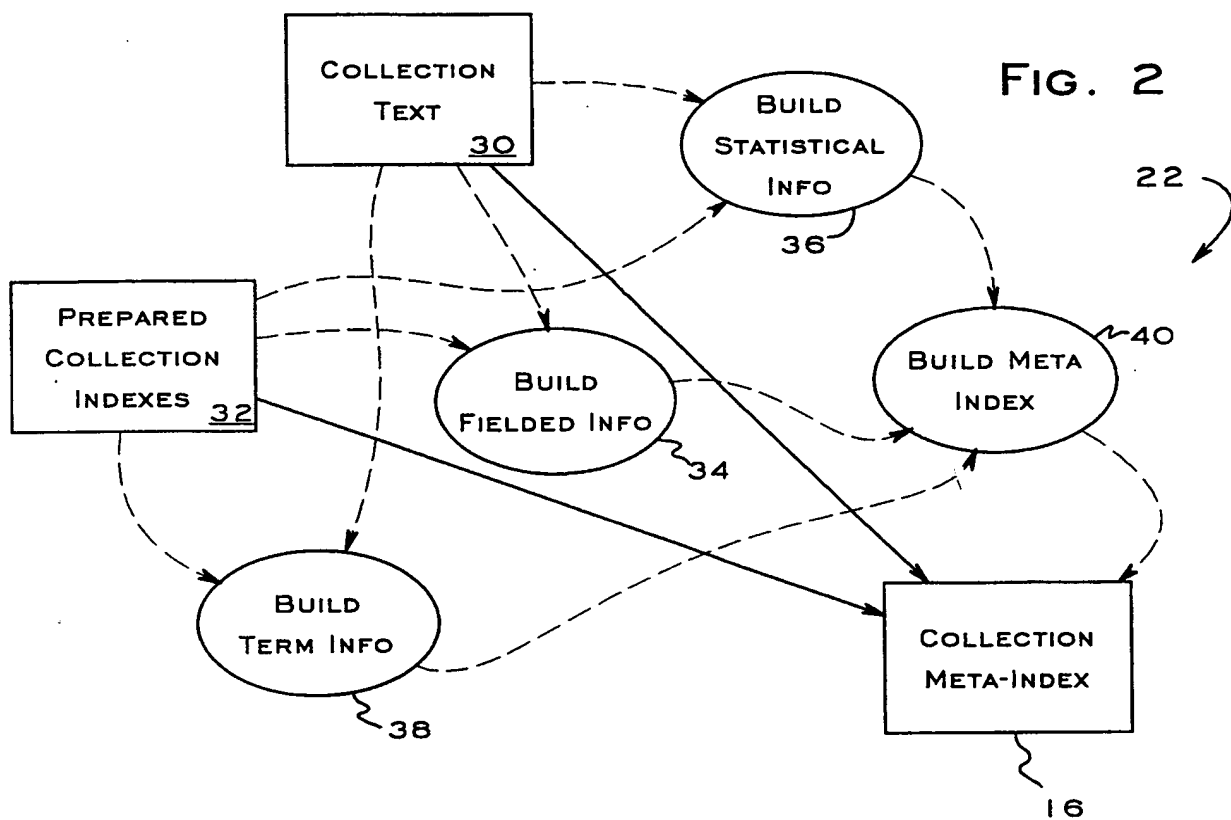 COLLECTION
TEXT
30
BUILD
STATISTICAL
INFO
36
FIG. 2
22
PREPARED
COLLECTION
INDEXES
32
BUILD
FIELDED INFO
34
BUILD META
INDEX
40
BUILD
TERM INFO
38
COLLECTION
META-INDEX
16